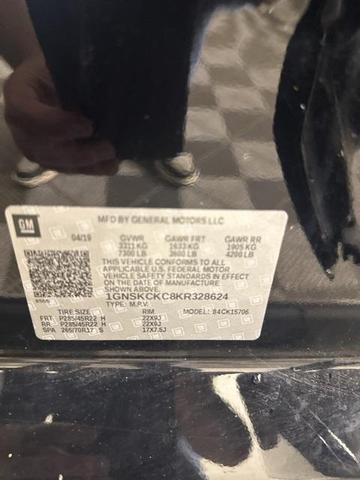 MFD BY GENERAL MOTORS LLC
GM
04/19 GVWR GAWR FRT GAWR RR
3311 KG 1633 KG 1905 KG
7300 LB 3600 LB 4200 LB
THIS VEHICLE CONFORMS TO ALL
APPLICABLE U.S. FEDERAL MOTOR
VEHICLE SAFETY STANDARDS IN EFFECT
ON THE DATE OF MANUFACTURE
SHOWN ABOVE.
1GNSKCKC8KR328624
TYPE: M.P.V. MODEL: 84CK15706
TIRE SIZE RIM
FRT P285/45R22 H 22X9J
RR P285/45R22 H 22X9J
SPA 265/70R17 S 17X7.5J